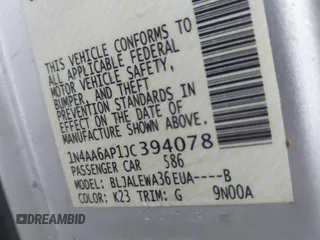 THIS VEHICLE CONFORMS TO
ALL APPLICABLE FEDERAL
MOTOR VEHICLE SAFETY,
BUMPER, AND THEFT
PREVENTION STANDARDS IN
EFFECT ON THE DATE OF
MANUFACTURE SHOWN ABOVE.
1N4AA6AP1JC394078
PASSENGER CAR 586
MODEL: BLJALEWA36EUA----B
COLOR: K23 TRIM: G 9N00A
© DREAMBID